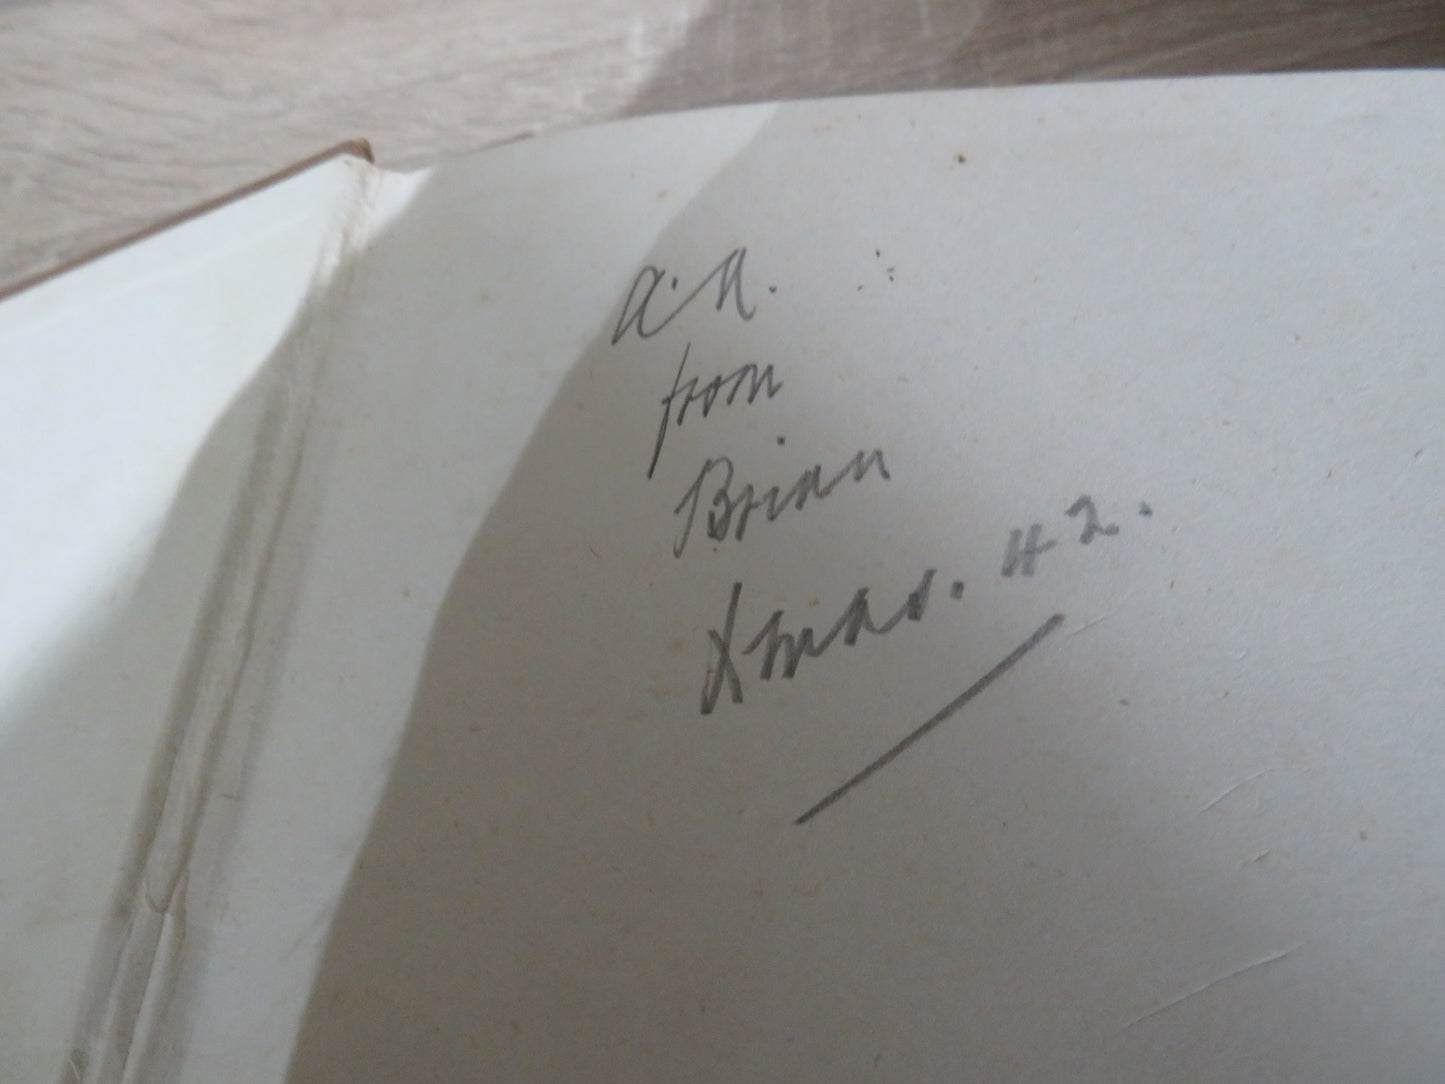 A. A.
from
Brian
Xmas. 42.